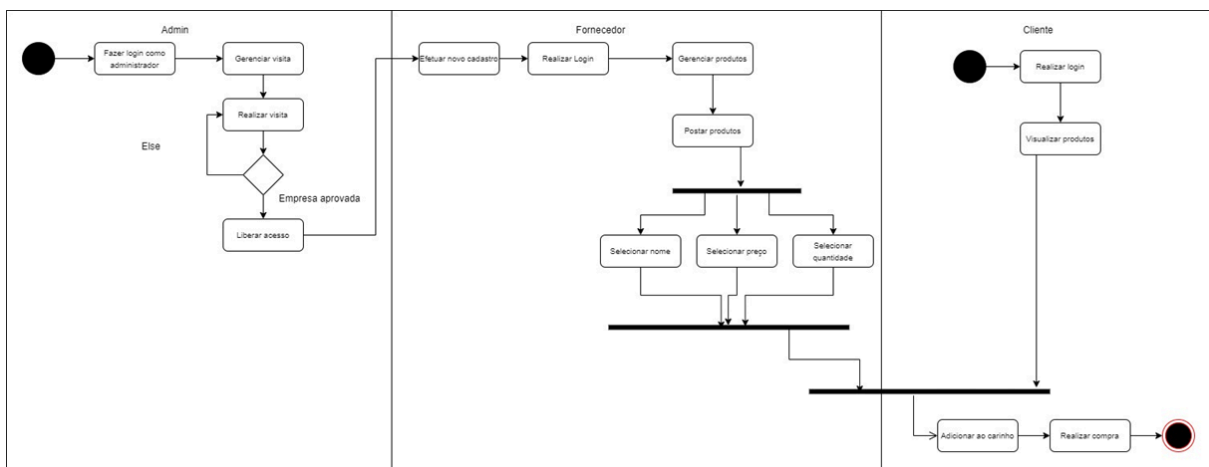 Admin
Fornecedor
Cliente
Fazer login como
administrador
Gerenciar visita
Efetuar novo cadastro
Realizar Login
Gerenciar produtos
Realizar login
Realizar visita
Postar produtos
Visualizar produtos
Else
Empresa aprovada
Liberar acesso
Selecionar nome
Selecionar preço
Selecionar
quantidade
Adicionar ao carinho
Realizar compra